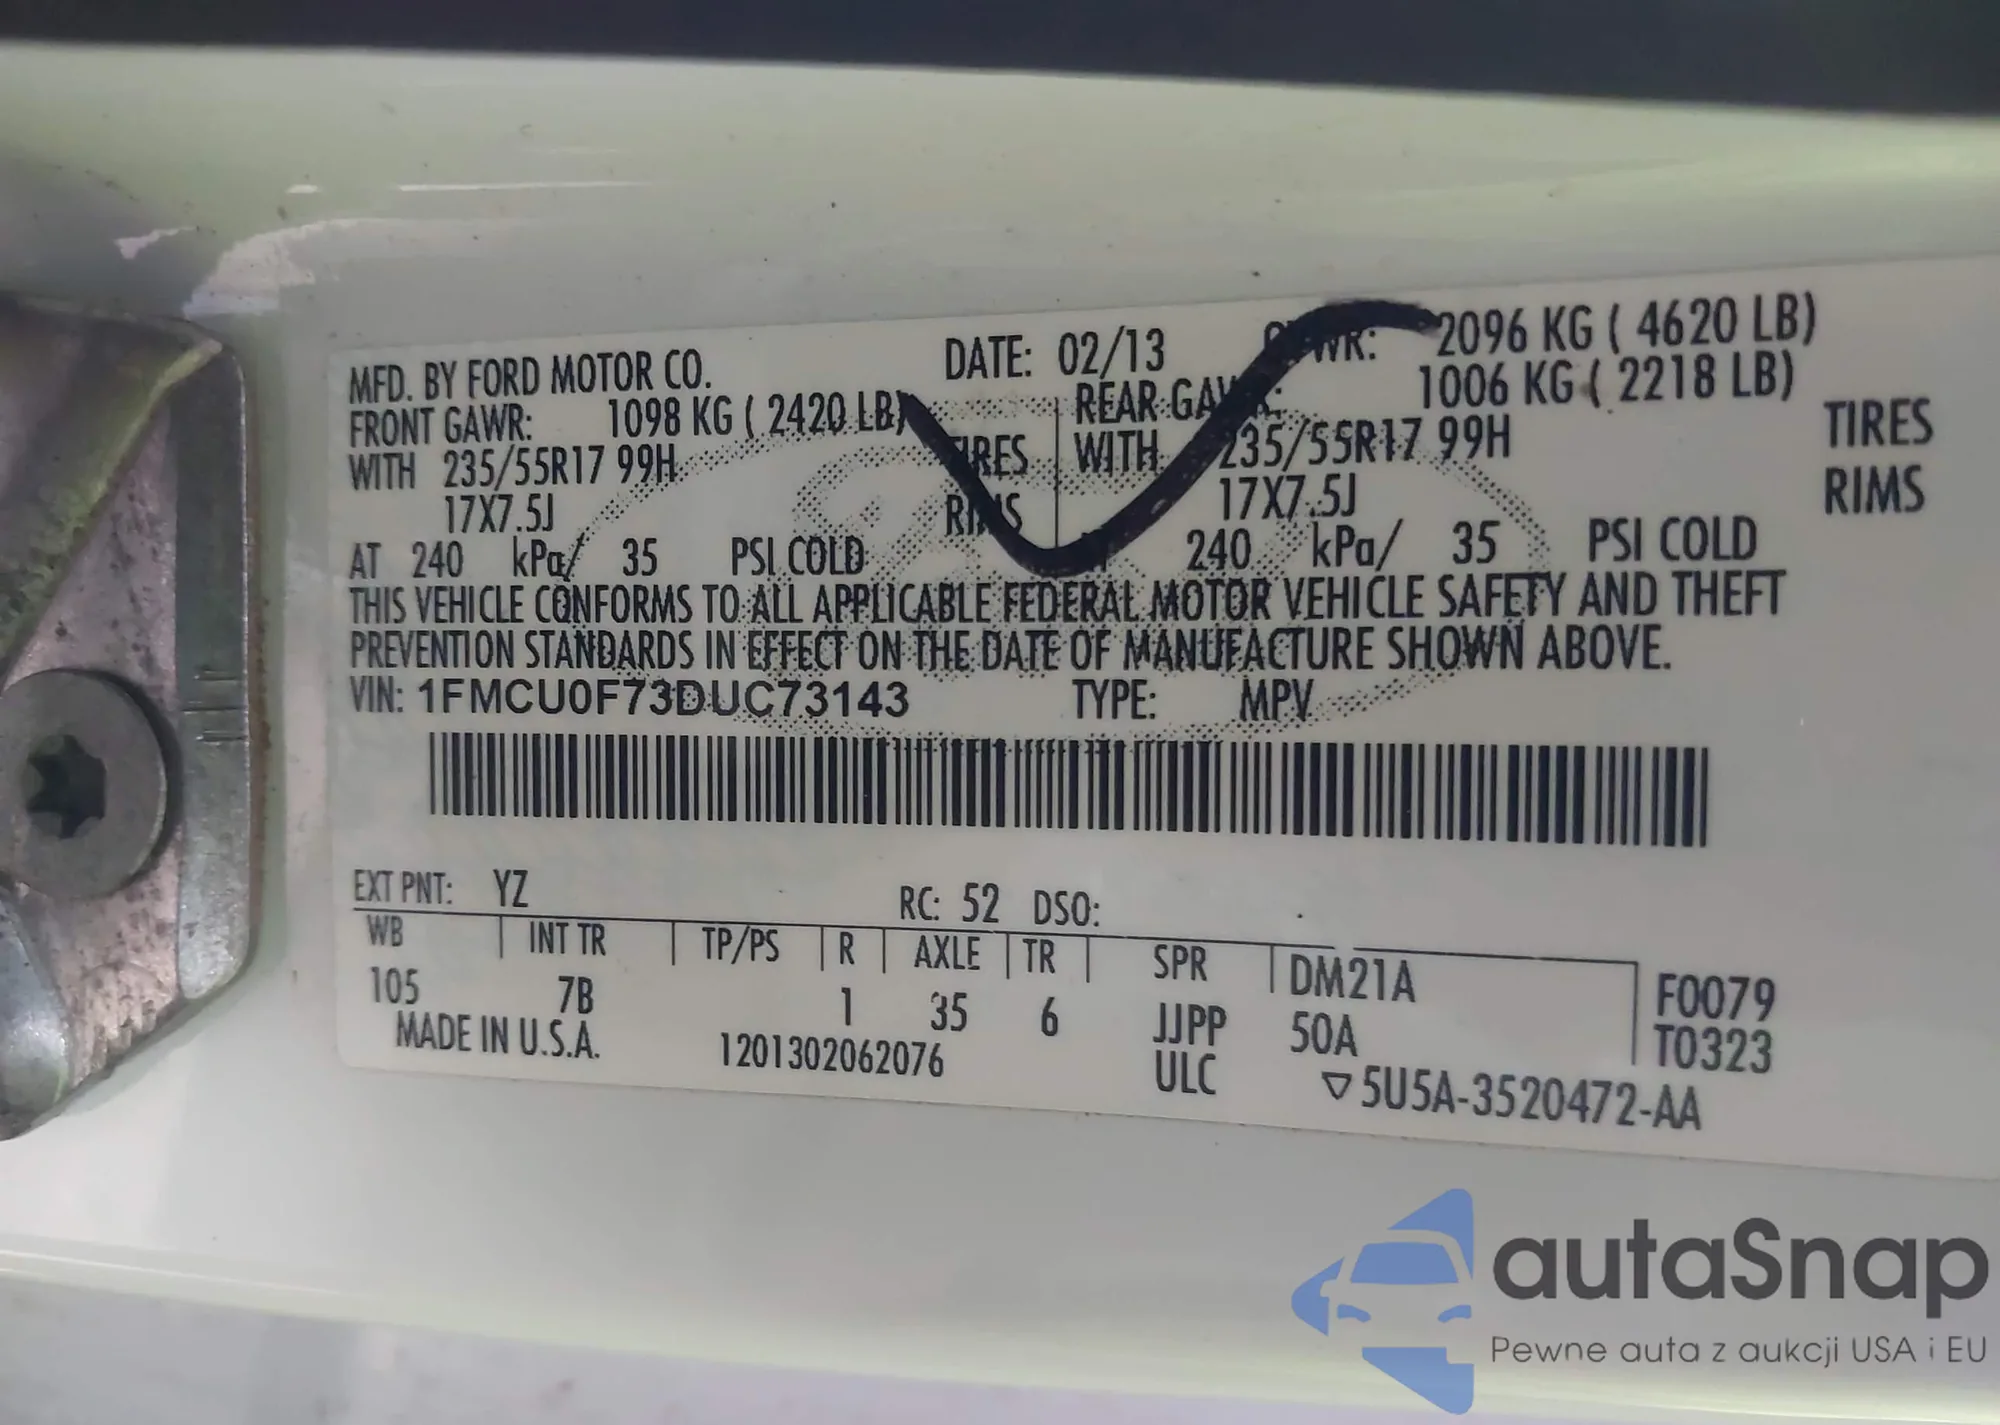 MFD. BY FORD MOTOR CO. DATE: 02/13 GVWR: 2096 KG ( 4620 LB)
FRONT GAWR: 1098 KG ( 2420 LB) REAR GAWR: 1006 KG ( 2218 LB)
WITH 235/55R17 99H TIRES WITH 235/55R17 99H TIRES
17X7.5J RIMS 17X7.5J RIMS
AT 240 kPa/ 35 PSI COLD 240 kPa/ 35 PSI COLD
THIS VEHICLE CONFORMS TO ALL APPLICABLE FEDERAL MOTOR VEHICLE SAFETY AND THEFT
PREVENTION STANDARDS IN EFFECT ON THE DATE OF MANUFACTURE SHOWN ABOVE.
VIN: 1FMCU0F73DUC73143 TYPE: MPV
EXT PNT: YZ RC: 52 DSO:
WB INT TR TP/PS R AXLE TR SPR DM21A F0079
105 7B 1 35 6 JJPP 50A T0323
MADE IN U.S.A. 1201302062076 ULC ▽5U5A-3520472-AA
autaSnap
Pewne auta z aukcji USA i EU